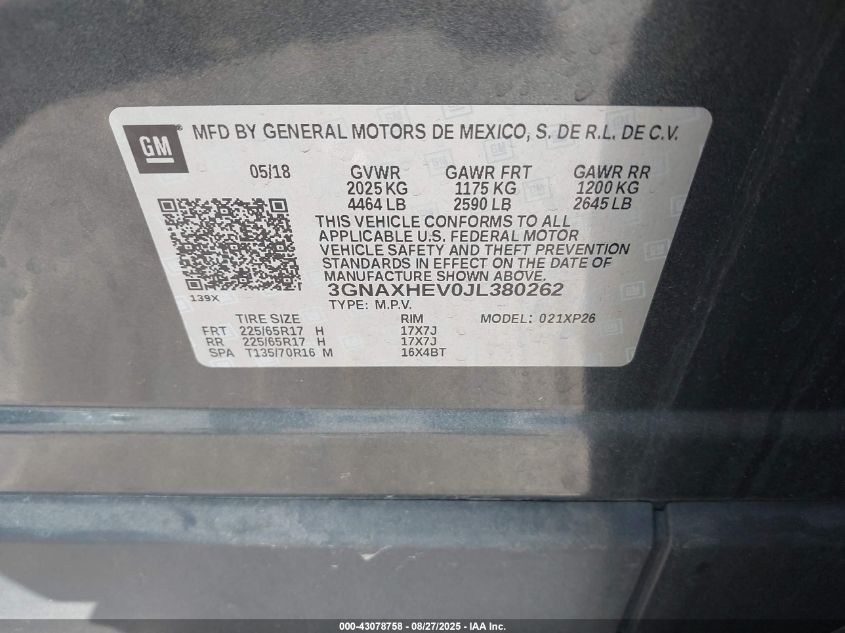 GM ® MFD BY GENERAL MOTORS DE MEXICO, S. DE R.L. DE C.V.
05/18 GVWR GAWR FRT GAWR RR
2025 KG 1175 KG 1200 KG
4464 LB 2590 LB 2645 LB
THIS VEHICLE CONFORMS TO ALL
APPLICABLE U.S. FEDERAL MOTOR
VEHICLE SAFETY AND THEFT PREVENTION
STANDARDS IN EFFECT ON THE DATE OF
MANUFACTURE SHOWN ABOVE.
139X 3GNAXHEV0JL380262
TYPE: M.P.V.
TIRE SIZE RIM MODEL: 021XP26
FRT 225/65R17 H 17X7J
RR 225/65R17 H 17X7J
SPA T135/70R16 M 16X4BT
000-43078758 - 08/27/2025 - IAA Inc.